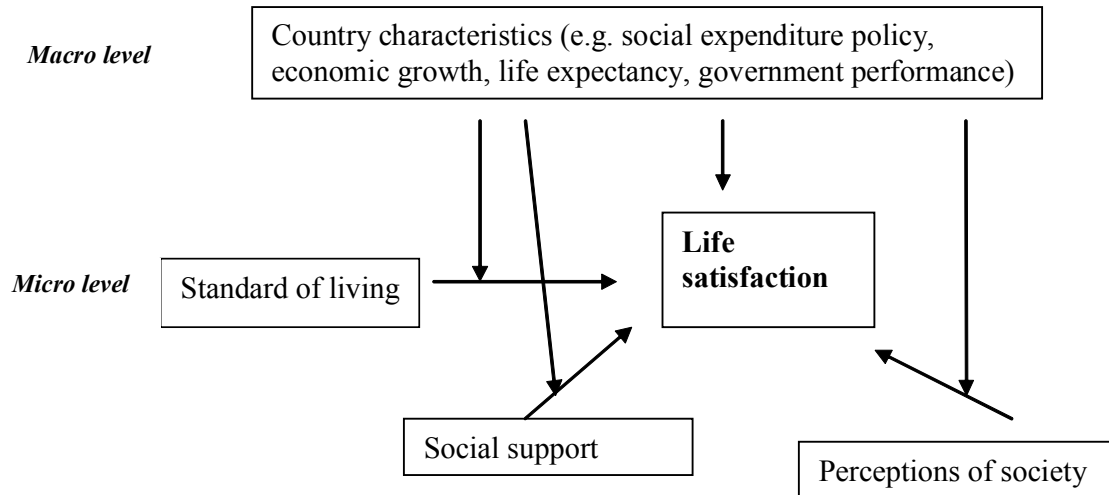 Macro level
Country characteristics (e.g. social expenditure policy,
economic growth, life expectancy, government performance)
Life
satisfaction
Micro level
Standard of living
Social support
Perceptions of society